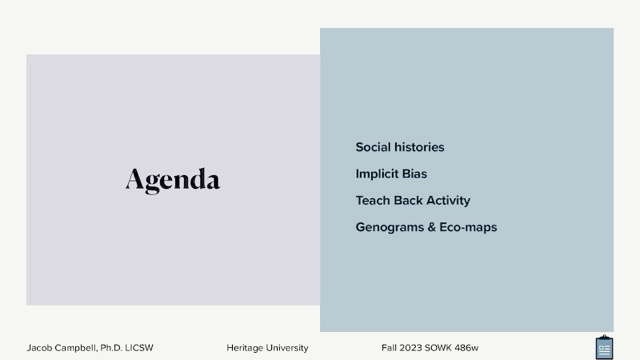 Agenda
Social histories
Implicit Bias
Teach Back Activity
Genograms & Eco-maps
Jacob Campbell, Ph.D. LICSW
Heritage University
Fall 2023 SOWK 486w